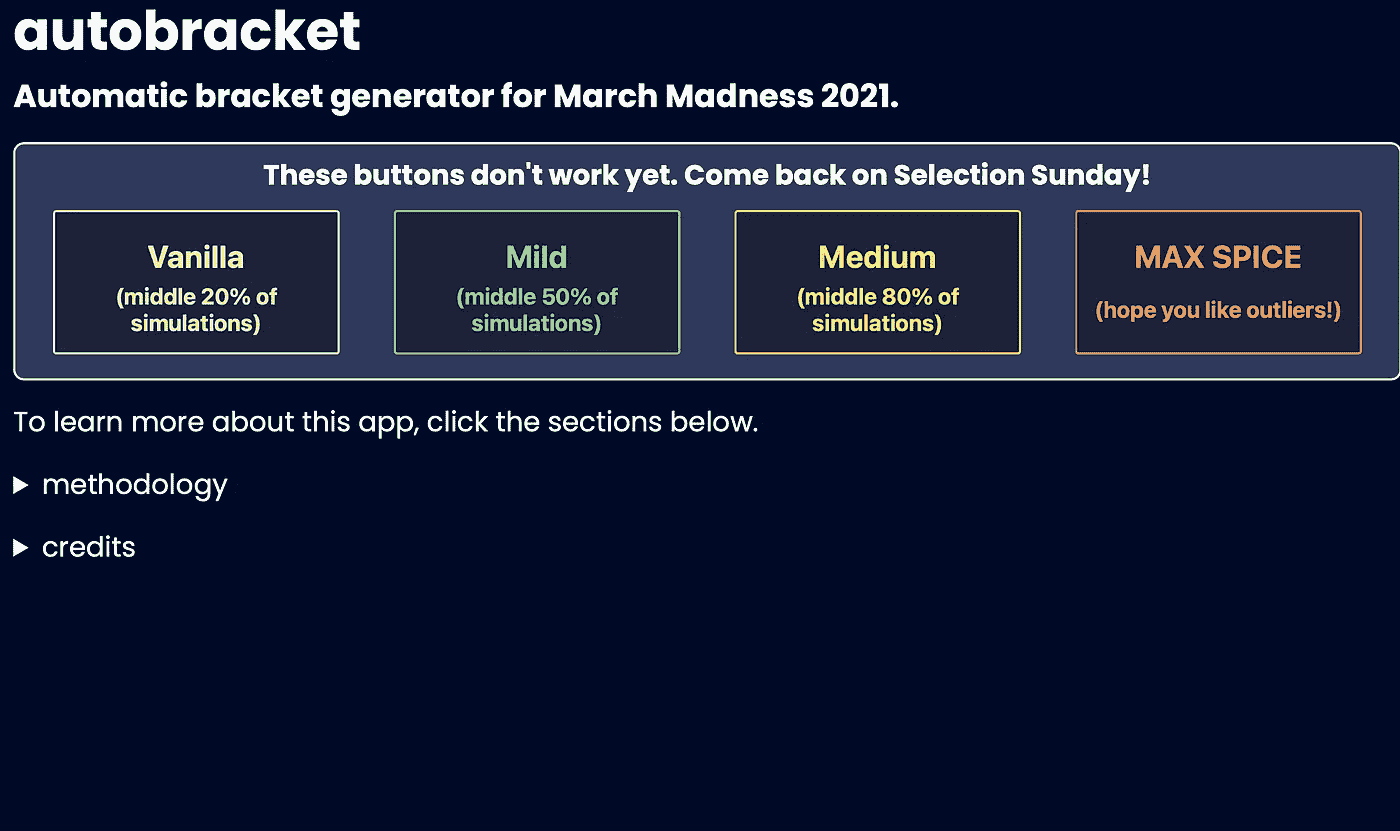 autobracket
Automatic bracket generator for March Madness 2021.
These buttons don't work yet. Come back on Selection Sunday!
Vanilla
(middle 20% of
simulations)
Mild
(middle 50% of
simulations)
Medium
(middle 80% of
simulations)
MAX SPICE
(hope you like outliers!)
To learn more about this app, click the sections below.
methodology
credits